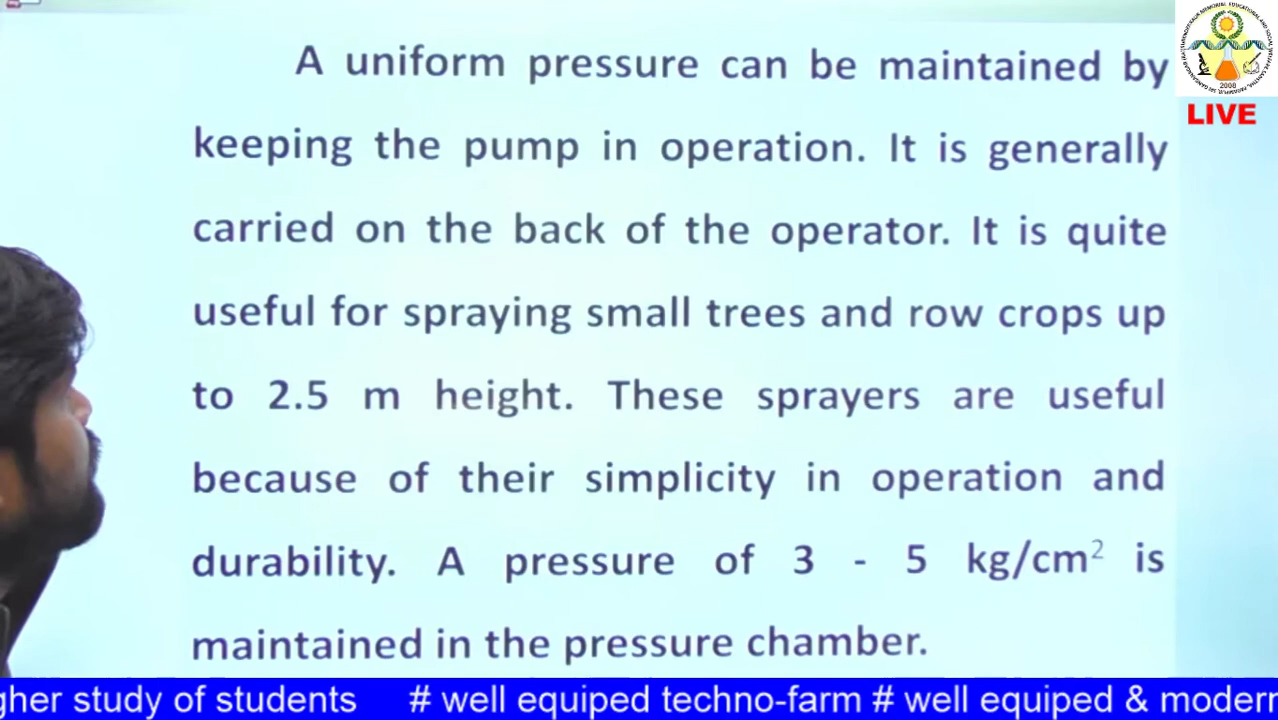 A uniform pressure can be maintained by
keeping the pump in operation. It is generally
carried on the back of the operator. It is quite
useful for spraying small trees and row crops up
to 2.5 m height. These sprayers are useful
because of their simplicity in operation and
durability. A pressure of 3 - 5 kg/cm² is
maintained in the pressure chamber.
2008
LIVE
gher study of students # well equiped techno-farm # well equiped & modern